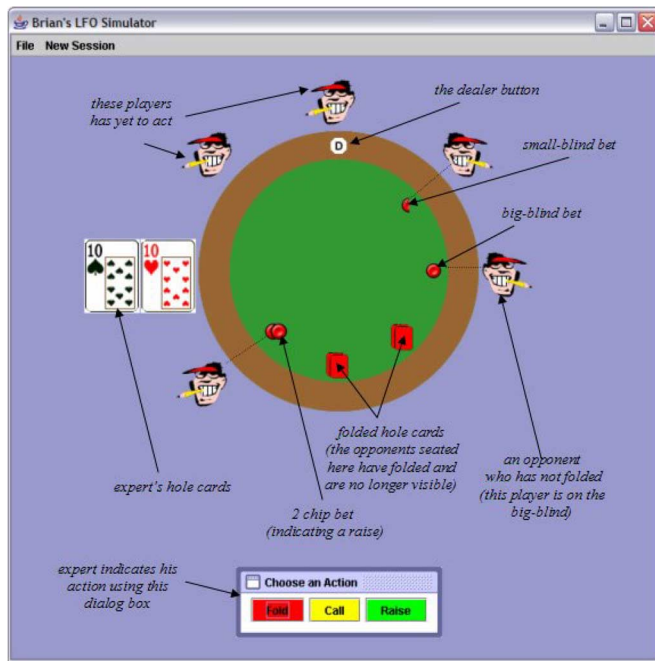 Brian's LFO Simulator
File New Session
these players
has yet to act
the dealer button
D
small-blind bet
big-blind bet
10 10
folded hole cards
(the opponents seated
here have folded and
are no longer visible)
an opponent
who has not folded
(this player is on the
big-blind)
expert's hole cards
2 chip bet
(indicating a raise)
expert indicates his
action using this
dialog box
Choose an Action
Fold Call Raise